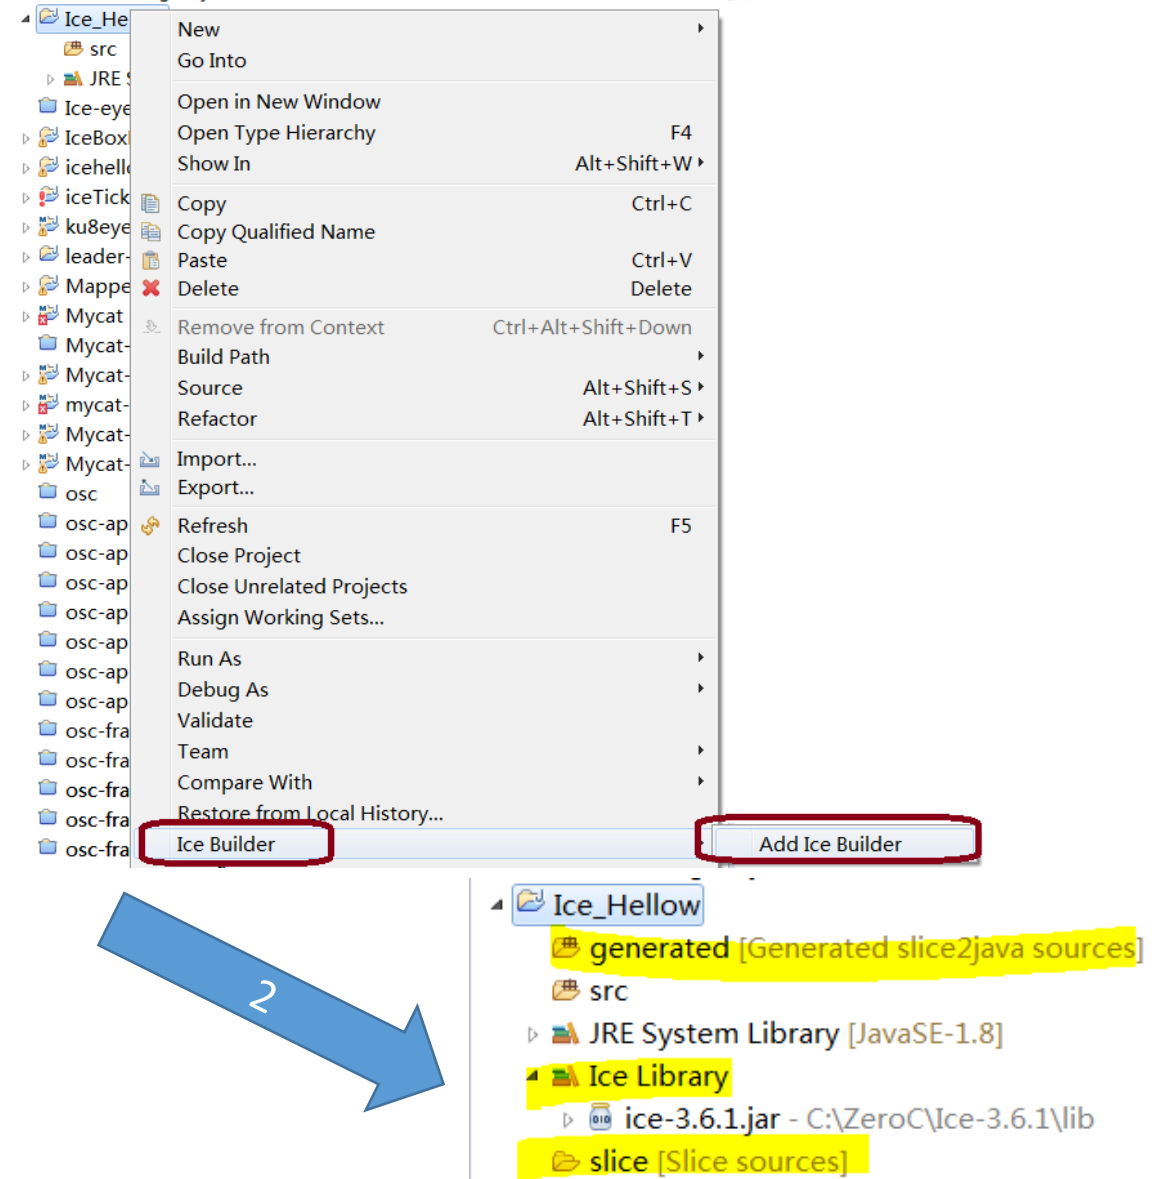 Ice_He
src
JRE S
Ice-eye
IceBox
icehello
iceTick
ku8eye
leader-
Mappe
Mycat
Mycat-
Mycat-
mycat-
Mycat-
Mycat-
osc
osc-ap
osc-ap
osc-ap
osc-ap
osc-ap
osc-ap
osc-ap
osc-fra
osc-fra
osc-fra
osc-fra
osc-fra
New
Go Into
Open in New Window
Open Type Hierarchy F4
Show In Alt+Shift+W
Copy Ctrl+C
Copy Qualified Name
Paste Ctrl+V
Delete Delete
Remove from Context Ctrl+Alt+Shift+Down
Build Path
Source Alt+Shift+S
Refactor Alt+Shift+T
Import...
Export...
Refresh F5
Close Project
Close Unrelated Projects
Assign Working Sets...
Run As
Debug As
Validate
Team
Compare With
Restore from Local History...
Ice Builder
Add Ice Builder
2
Ice_Hellow
generated [Generated slice2java sources]
src
JRE System Library [JavaSE-1.8]
Ice Library
ice-3.6.1.jar - C:\ZeroC\Ice-3.6.1\lib
slice [Slice sources]